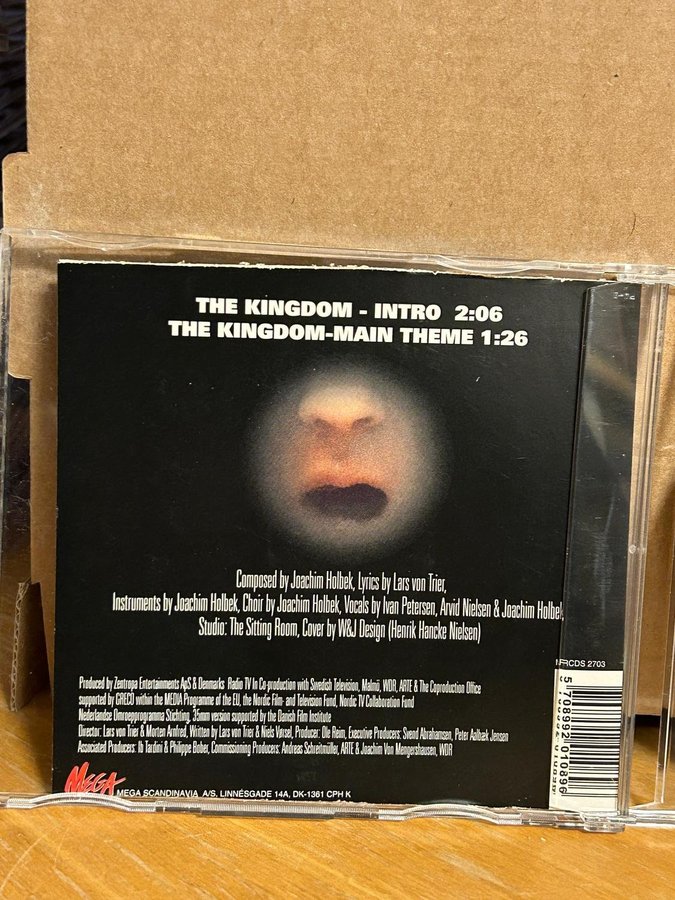 THE KINGDOM - INTRO 2:06
THE KINGDOM-MAIN THEME 1:26
Composed by Joachim Holbek, Lyrics by Lars von Trier,
Instruments by Joachim Holbek, Choir by Joachim Holbek, Vocals by Ivan Petersen, Arvid Nielsen & Joachim Holbek,
Studio: The Sitting Room, Cover by W&J Design (Henrik Hancke Nielsen)
Produced by Zentropa Entertainments ApS & Denmarks Radio TV In Co-production with Swedish Television, Malmö, WDR, ARTE & The Coproduction Office
supported by GRECO within the MEDIA Programme of the EU, the Nordic Film- and Television Fund, Nordic TV Collaboration Fund
Nederlandse Omroepprogramma Stichting, 35mm version supported by the Danish Film Institute
Director: Lars von Trier & Morten Arnfred, Written by Lars von Trier & Niels Vørsel, Producer: Ole Reim, Executive Producers: Svend Abrahamsen, Peter Aalbæk Jensen
Associated Producers: Ib Tardini & Philippe Bober, Commissioning Producers: Andreas Schreitmüller, ARTE & Joachim Von Mengershausen, WDR
MEGA
MEGA SCANDINAVIA A/S, LINNÉSGADE 14A, DK-1361 CPH K
MRCDS 2703
5 708992 010896